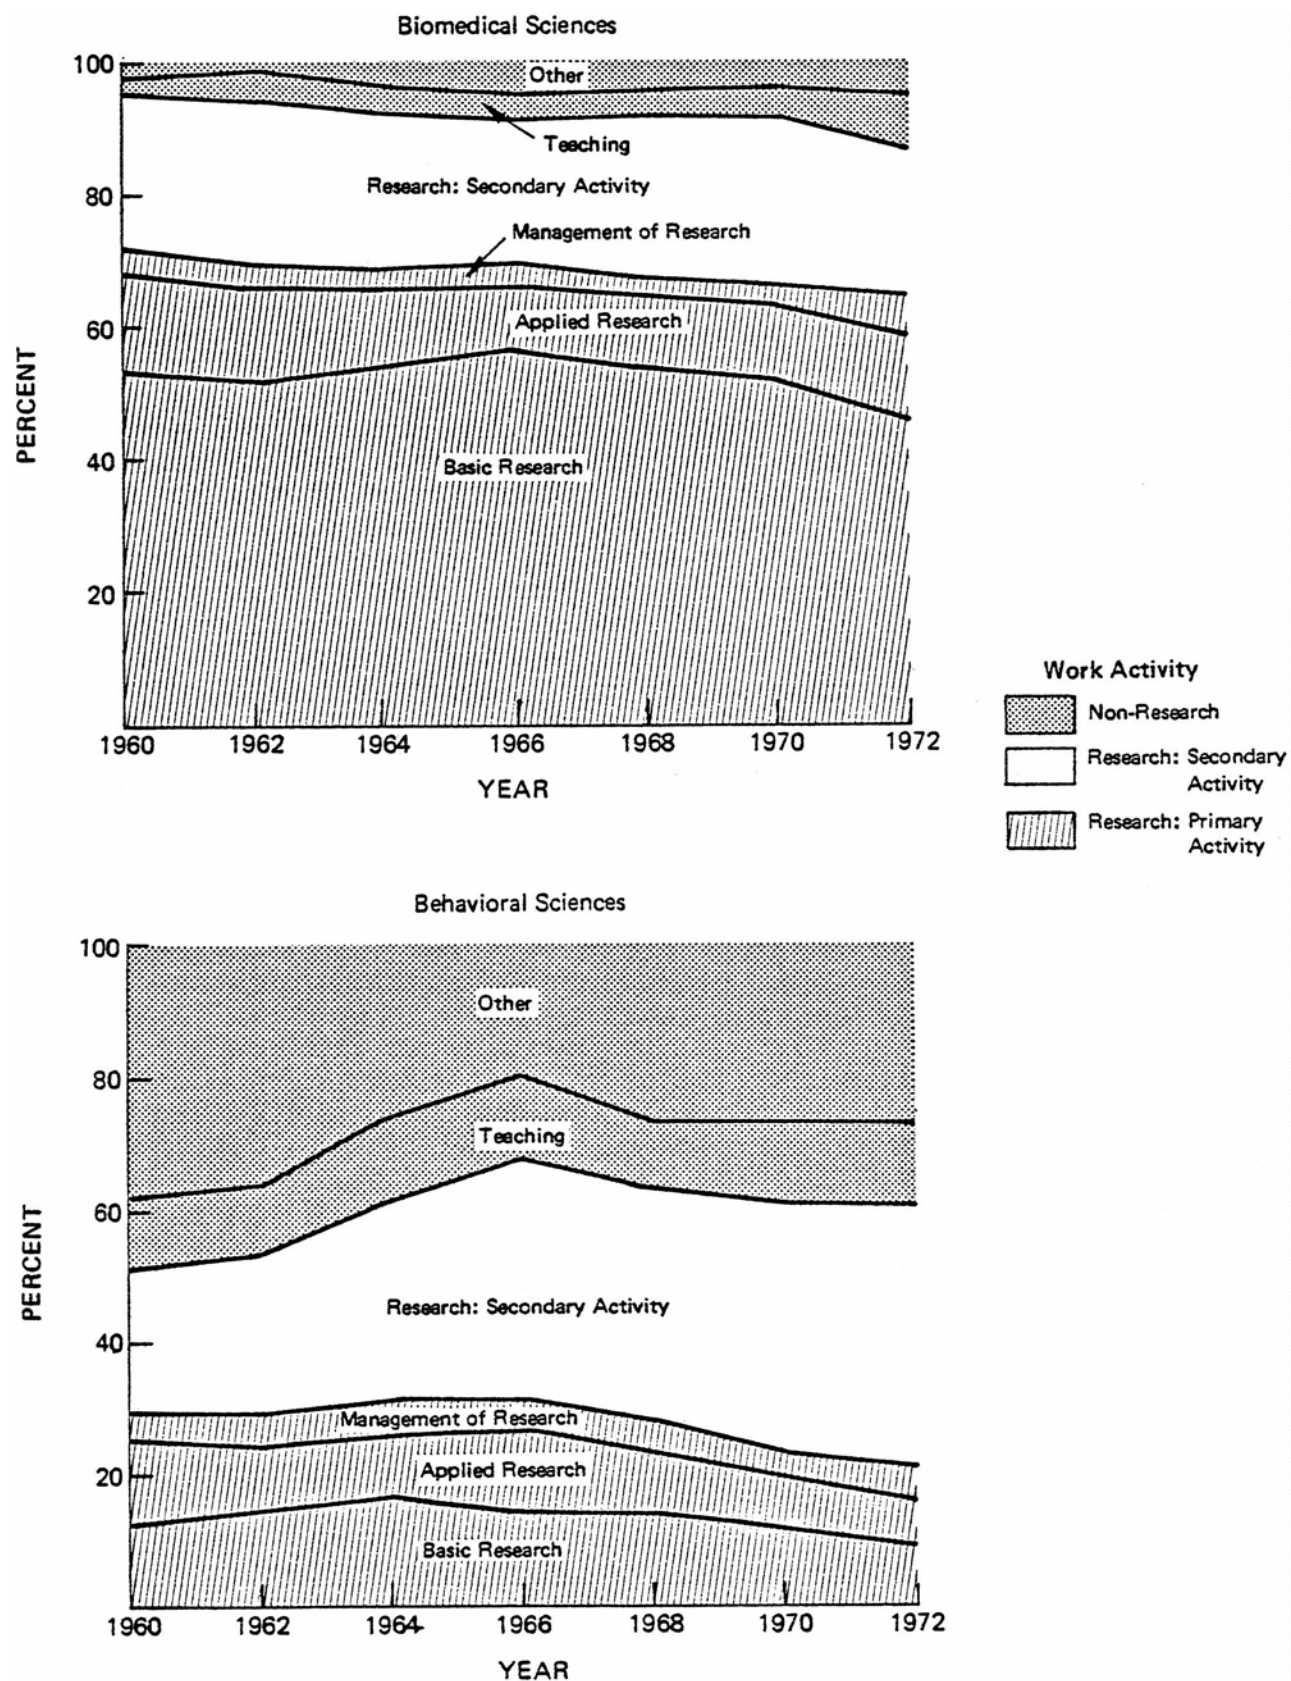 Biomedical Sciences
100
Other
Teaching
Research: Secondary Activity
80
Management of Research
Applied Research
60
PERCENT
Basic Research
40
20
1960 1962 1964 1966 1968 1970 1972
YEAR
Work Activity
Non-Research
Research: Secondary
Activity
Research: Primary
Activity
Behavioral Sciences
100
Other
80
Teaching
60
PERCENT
Research: Secondary Activity
40
Management of Research
Applied Research
20
Basic Research
1960 1962 1964 1966 1968 1970 1972
YEAR